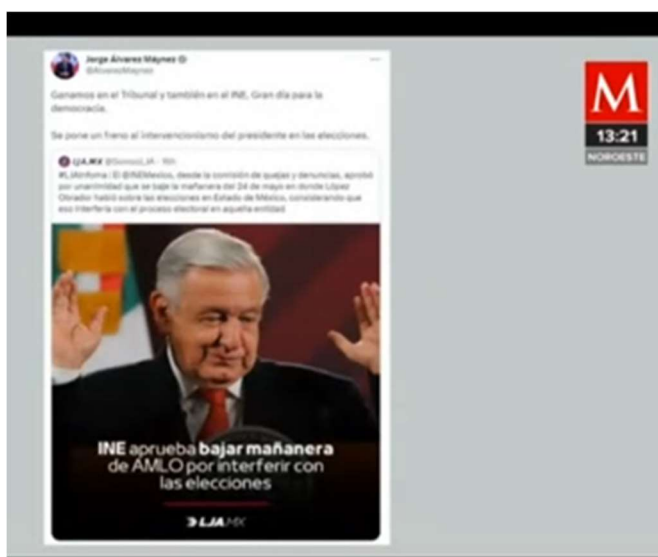 Jorge Álvarez Máynez
@AlvarezMaynez
Ganamos en el Tribunal y también en el INE. Gran día para la
democracia.
Se pone un freno al intervencionismo del presidente en las elecciones.
LJA.MX @SomosLJA · 16h
#LJAInforma | El @INEMexico, desde la comisión de quejas y denuncias, aprobó
por unanimidad que se baje la mañanera del 24 de mayo en donde López
Obrador habló sobre las elecciones en Estado de México, considerando que
eso interfería con el proceso electoral en aquella entidad
M
13:21
NOROESTE
INE aprueba bajar mañanera
de AMLO por interferir con
las elecciones
LJA.MX